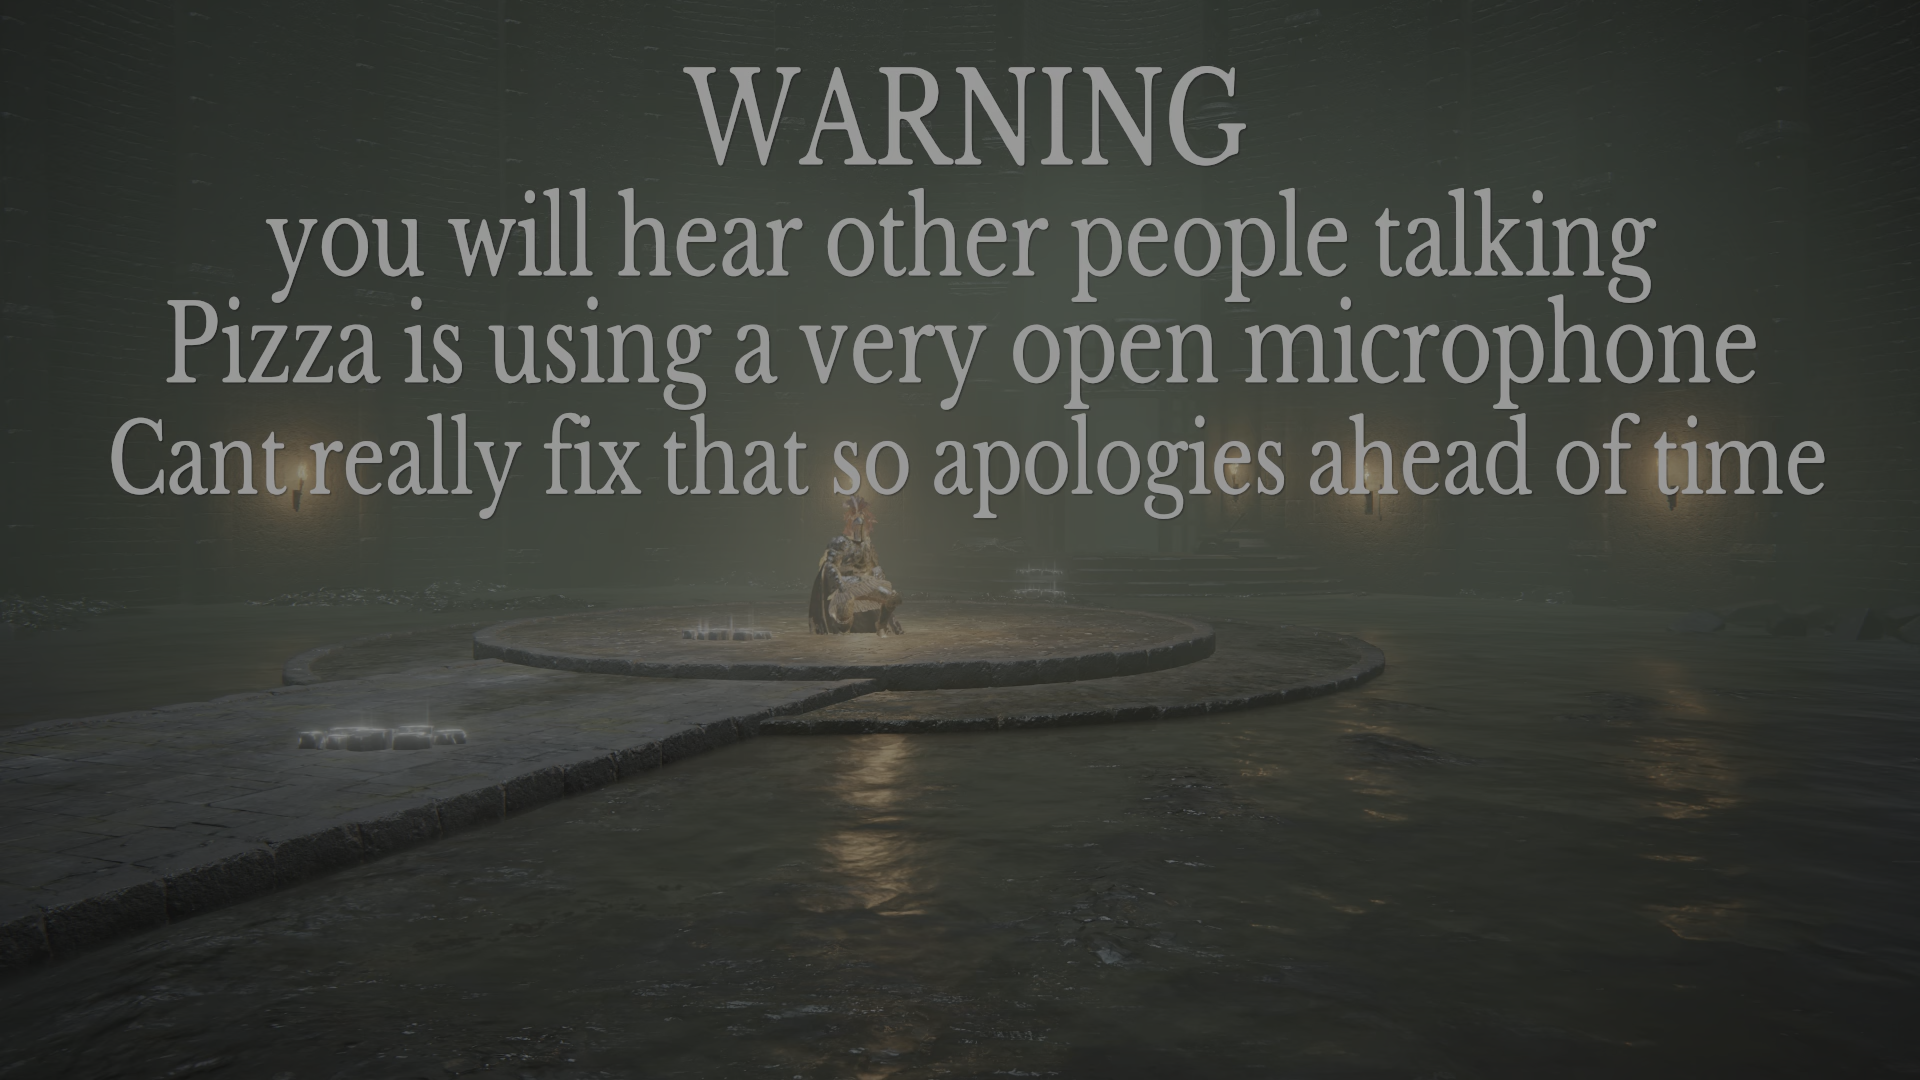 WARNING
you will hear other people talking
Pizza is using a very open microphone
Cant really fix that so apologies ahead of time